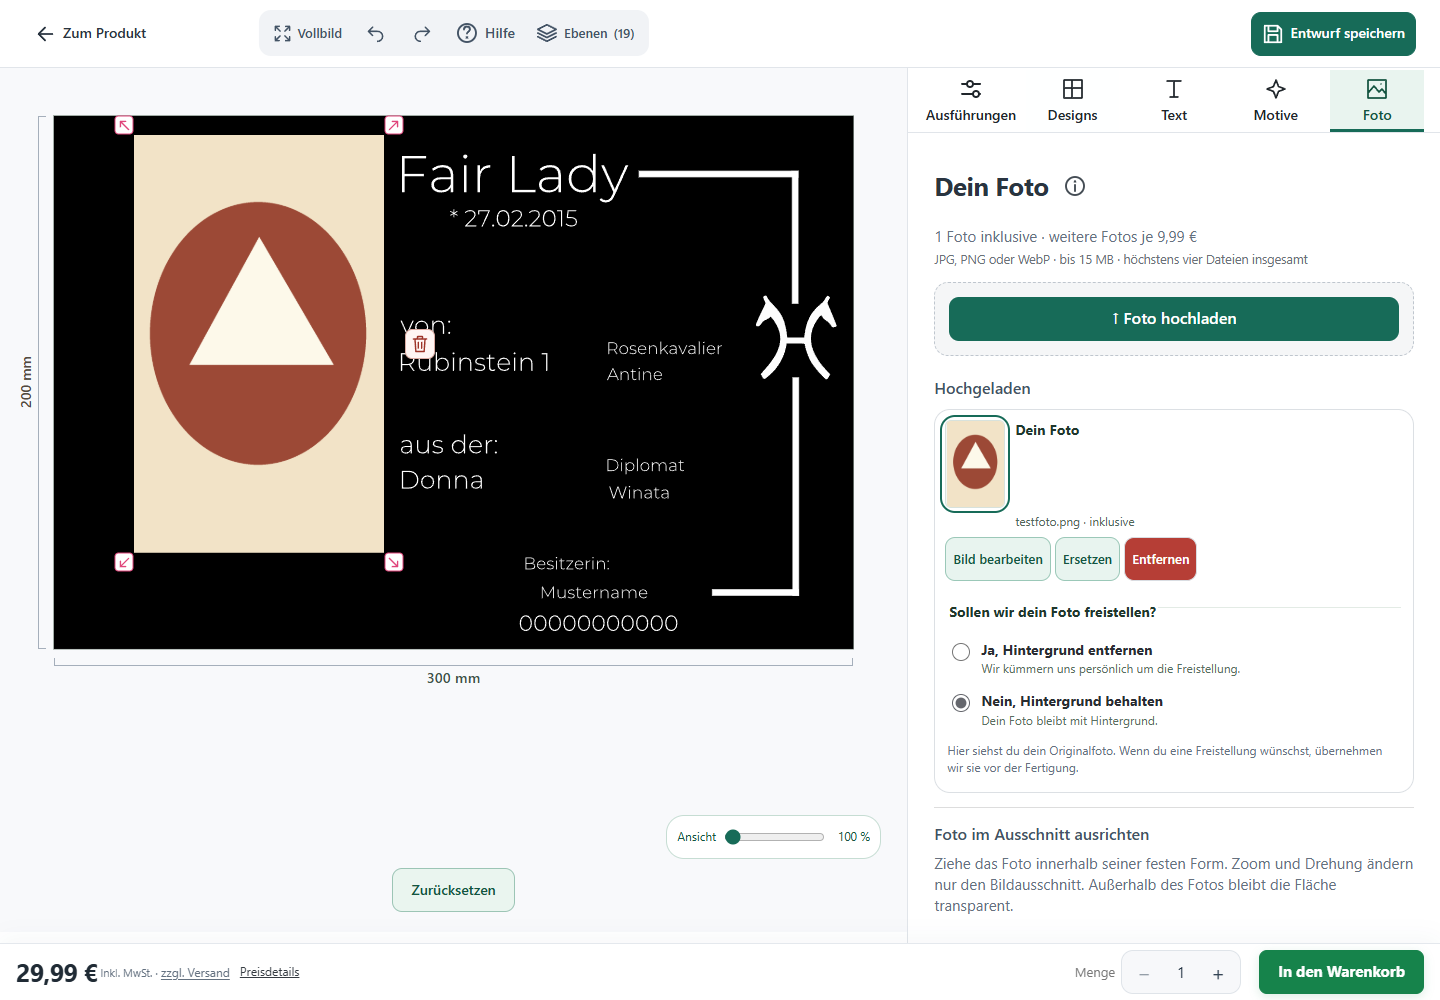 Zum Produkt
Vollbild
Hilfe
Ebenen (19)
Entwurf speichern
Ausführungen
Designs
Text
Motive
Foto
Fair Lady
* 27.02.2015
von:
Rubinstein 1
Rosenkavalier
Antine
aus der:
Donna
Diplomat
Winata
Besitzerin:
Mustername
00000000000
200 mm
300 mm
Ansicht
100 %
Zurücksetzen
Dein Foto
1 Foto inklusive · weitere Fotos je 9,99 €
JPG, PNG oder WebP · bis 15 MB · höchstens vier Dateien insgesamt
↑ Foto hochladen
Hochgeladen
Dein Foto
testfoto.png · inklusive
Bild bearbeiten
Ersetzen
Entfernen
Sollen wir dein Foto freistellen?
Ja, Hintergrund entfernen
Wir kümmern uns persönlich um die Freistellung.
Nein, Hintergrund behalten
Dein Foto bleibt mit Hintergrund.
Hier siehst du dein Originalfoto. Wenn du eine Freistellung wünschst, übernehmen
wir sie vor der Fertigung.
Foto im Ausschnitt ausrichten
Ziehe das Foto innerhalb seiner festen Form. Zoom und Drehung ändern
nur den Bildausschnitt. Außerhalb des Fotos bleibt die Fläche
transparent.
29,99 € Inkl. MwSt. · zzgl. Versand Preisdetails
Menge
− 1 +
In den Warenkorb